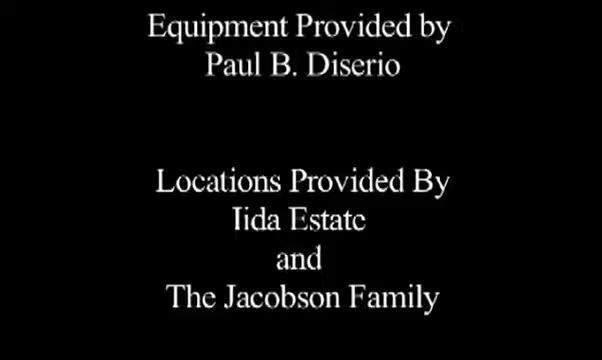 Equipment Provided by
Paul B. Diserio
Locations Provided By
Iida Estate
and
The Jacobson Family